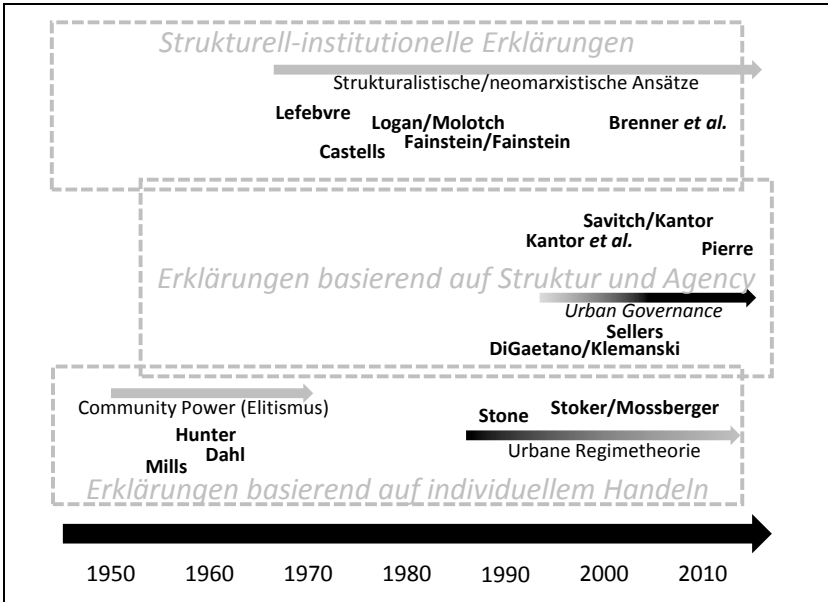 Strukturell-institutionelle Erklärungen
Strukturalistische/neomarxistische Ansätze
Lefebvre
Logan/Molotch
Brenner et al.
Fainstein/Fainstein
Castells
Savitch/Kantor
Kantor et al.
Pierre
Erklärungen basierend auf Struktur und Agency
Urban Governance
Sellers
DiGaetano/Klemanski
Community Power (Elitismus)
Stone
Stoker/Mossberger
Hunter
Dahl
Urbane Regimetheorie
Mills
Erklärungen basierend auf individuellem Handeln
1950 1960 1970 1980 1990 2000 2010